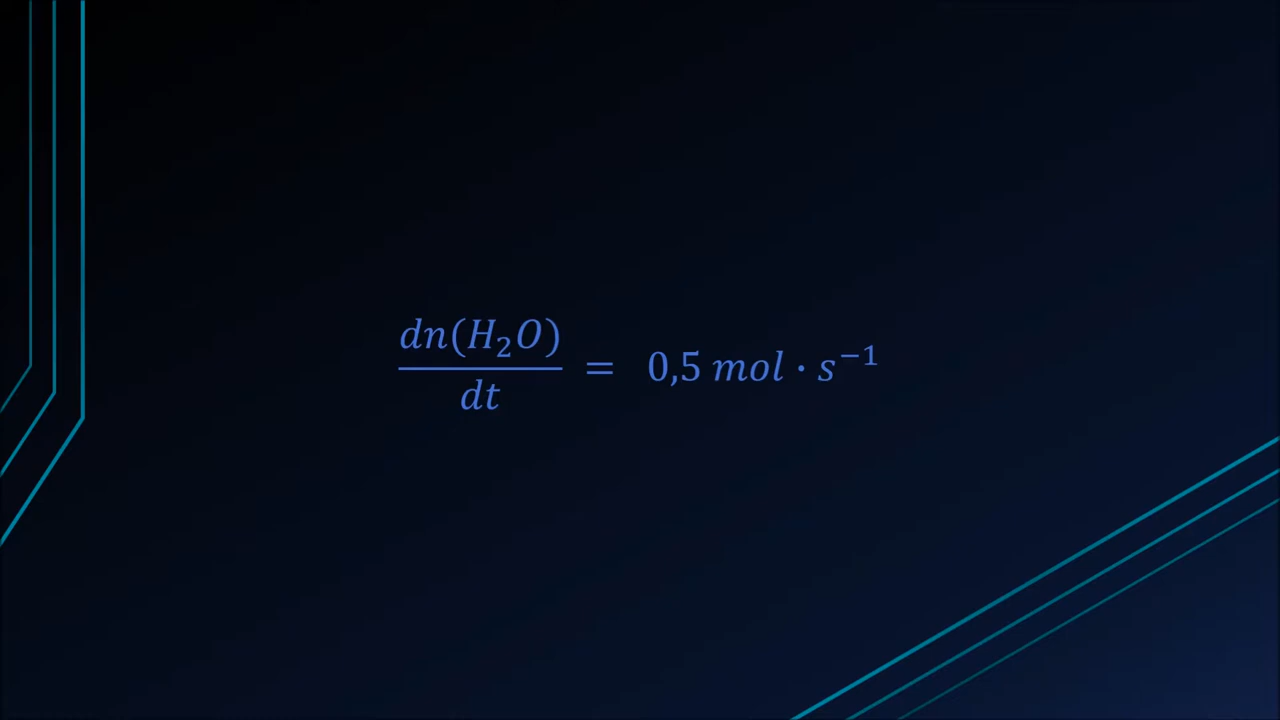 dn(H₂O)/dt = 0,5 mol · s⁻¹